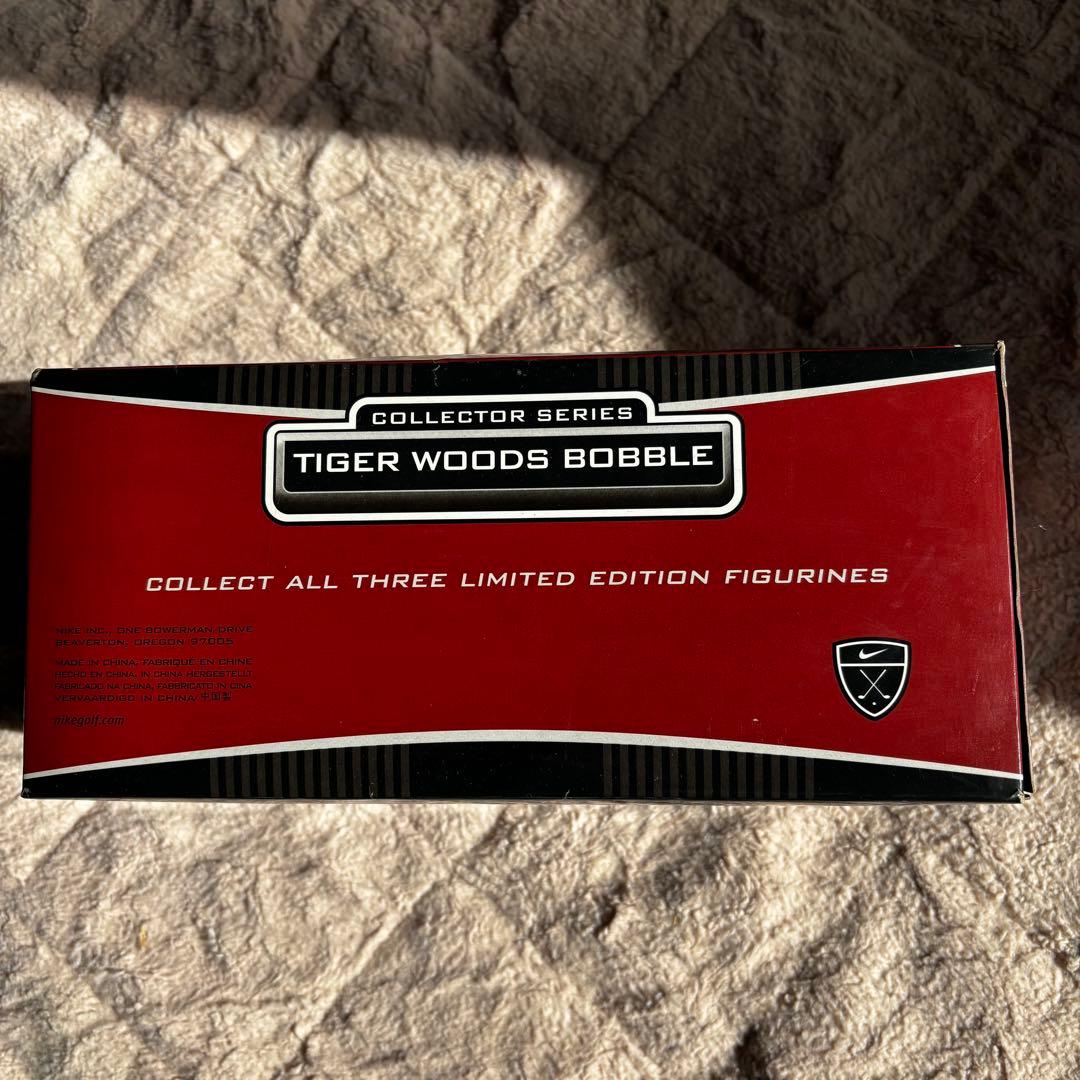 COLLECTOR SERIES
TIGER WOODS BOBBLE
COLLECT ALL THREE LIMITED EDITION FIGURINES
NIKE INC., ONE BOWERMAN DRIVE
BEAVERTON, OREGON 97005
MADE IN CHINA, FABRIQUÉ EN CHINE
HECHO EN CHINA, IN CHINA HERGESTELLT
FABRICADO NA CHINA, FABBRICATO IN CINA
VERVAARDIGD IN CHINA, 中国製
nikegolf.com